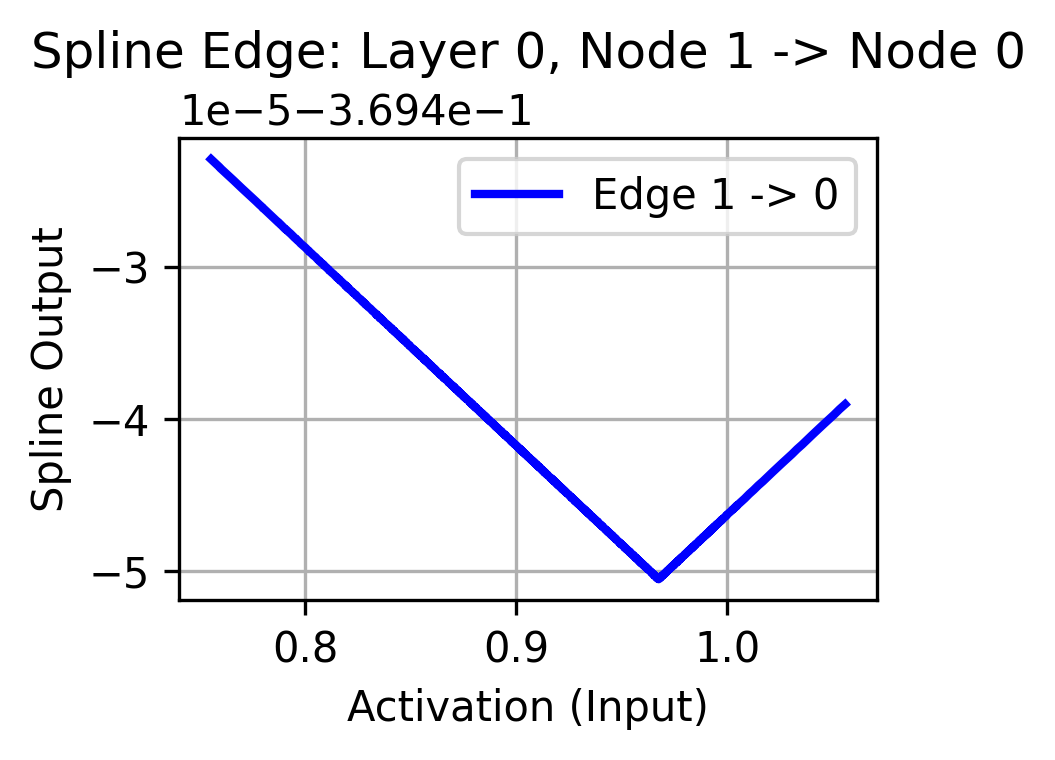 Spline Edge: Layer 0, Node 1 -> Node 0
1e−5−3.694e−1
Edge 1 -> 0
Spline Output
−3
−4
−5
0.8 0.9 1.0
Activation (Input)